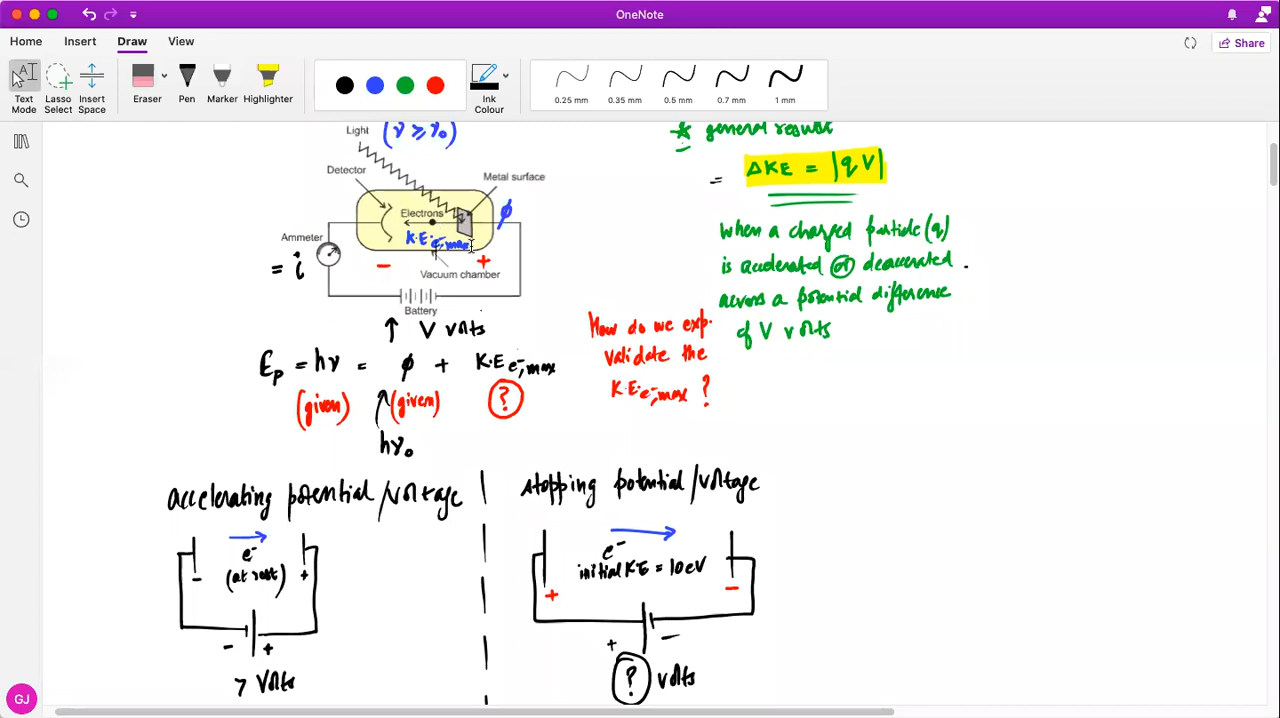 OneNote
Home Insert Draw View
Share
Text Mode
Lasso Select
Insert Space
Eraser
Pen
Marker
Highlighter
Ink Colour
0.25 mm 0.35 mm 0.5 mm 0.7 mm 1 mm
Light
(ν ≥ ν₀)
Detector
Metal surface
Electrons
ϕ
K.E e⁻,max
Ammeter
= i
− +
Vacuum chamber
Battery
↑ V volts
Eₚ = hν = ϕ + K.E e⁻,max
(given) (given) ?
hν₀
How do we exp.
validate the
K.E e⁻,max ?
★ general result
= ΔKE = |qV|
when a charged particle (q)
is accelerated or deaccerated
across a potential difference
of V volts
accelerating potential/voltage
e⁻
(at rest)
− +
− +
7 volts
stopping potential/voltage
e⁻
initial KE = 10eV
+ −
+ −
? volts
GJ